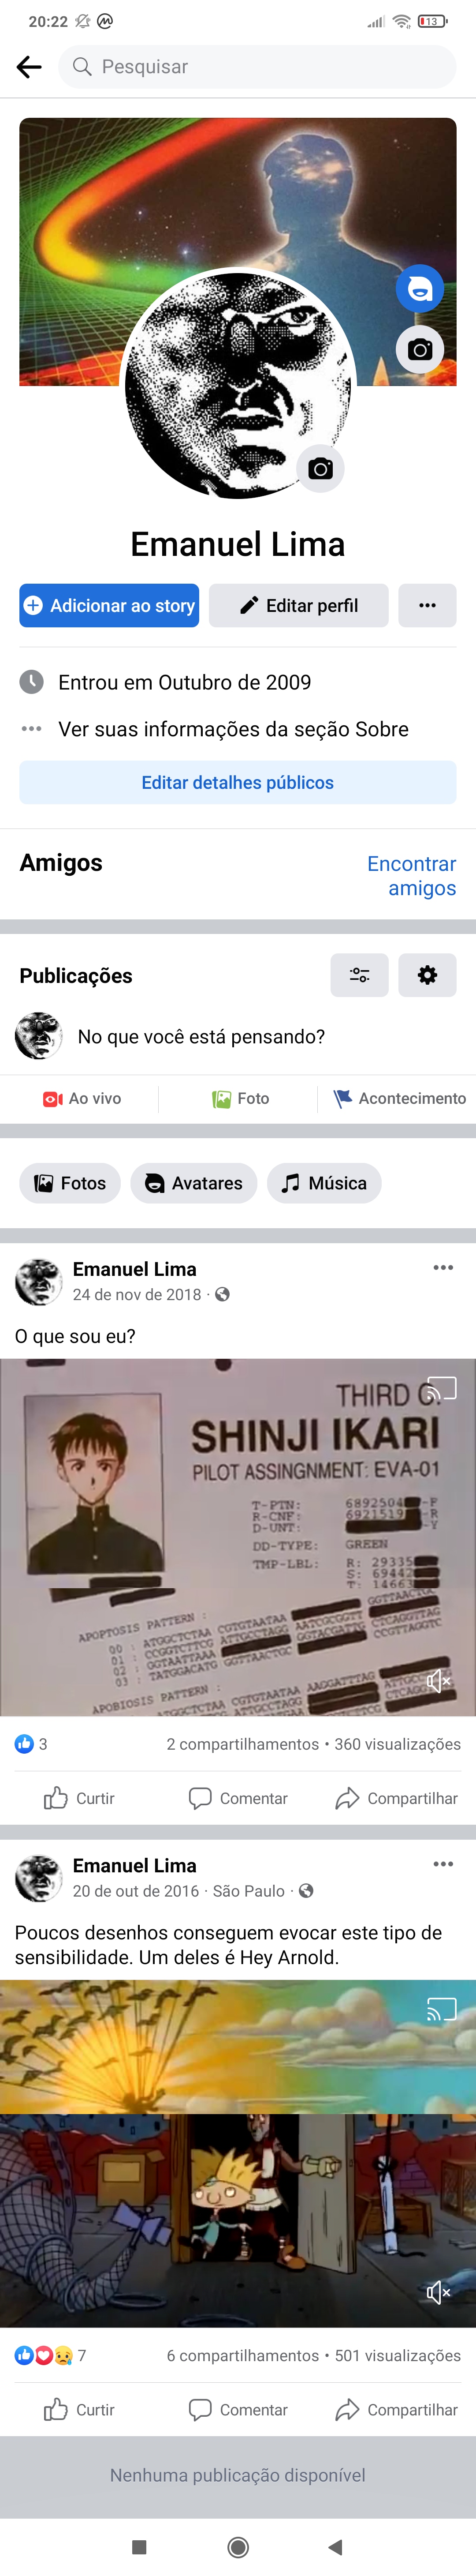 20:22
13
Pesquisar
Emanuel Lima
Adicionar ao story
Editar perfil
Entrou em Outubro de 2009
Ver suas informações da seção Sobre
Editar detalhes públicos
Amigos
Encontrar
amigos
Publicações
No que você está pensando?
Ao vivo
Foto
Acontecimento
Fotos
Avatares
Música
Emanuel Lima
24 de nov de 2018 ·
O que sou eu?
THIRD C.
SHINJI IKARI
PILOT ASSINGNMENT: EVA-01
T-PTN: 6892504
R-CNF: 6921519
D-UNT:
DD-TYPE: GREEN
TMP-LBL: R: 29335
S: 69442
T: 1466
APOPTOSIS PATTERN :
APOBIOSIS PATTERN :
3
2 compartilhamentos • 360 visualizações
Curtir
Comentar
Compartilhar
Emanuel Lima
20 de out de 2016 · São Paulo ·
Poucos desenhos conseguem evocar este tipo de
sensibilidade. Um deles é Hey Arnold.
7
6 compartilhamentos • 501 visualizações
Curtir
Comentar
Compartilhar
Nenhuma publicação disponível